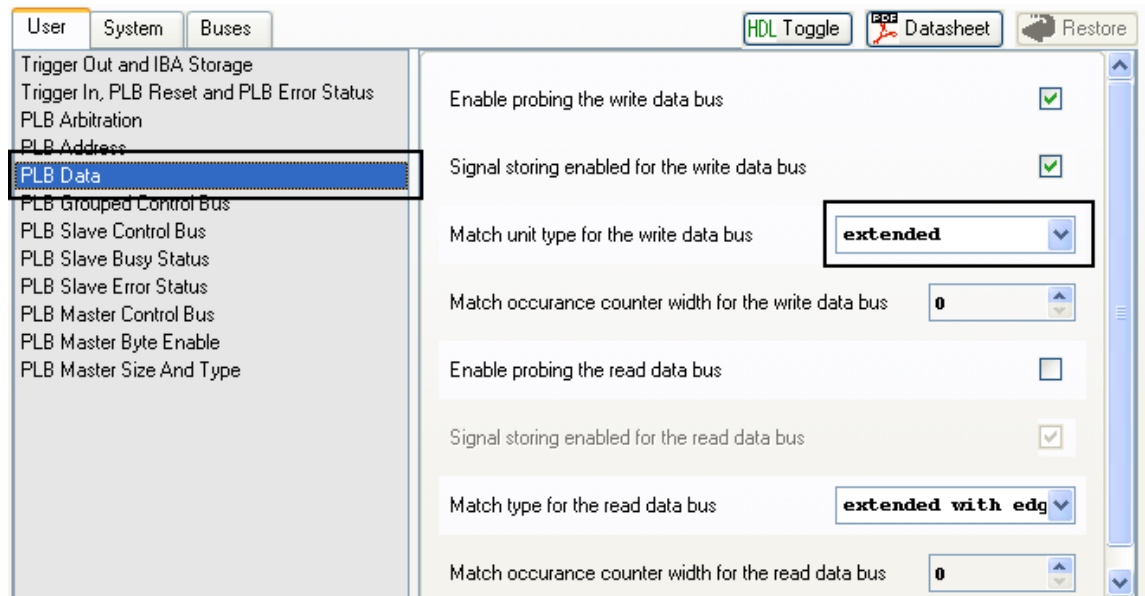 User System Buses HDL Toggle PDF Datasheet Restore
Trigger Out and IBA Storage
Trigger In, PLB Reset and PLB Error Status
PLB Arbitration
PLB Address
PLB Data
PLB Grouped Control Bus
PLB Slave Control Bus
PLB Slave Busy Status
PLB Slave Error Status
PLB Master Control Bus
PLB Master Byte Enable
PLB Master Size And Type
Enable probing the write data bus
Signal storing enabled for the write data bus
Match unit type for the write data bus extended
Match occurance counter width for the write data bus 0
Enable probing the read data bus
Signal storing enabled for the read data bus
Match type for the read data bus extended with edg
Match occurance counter width for the read data bus 0